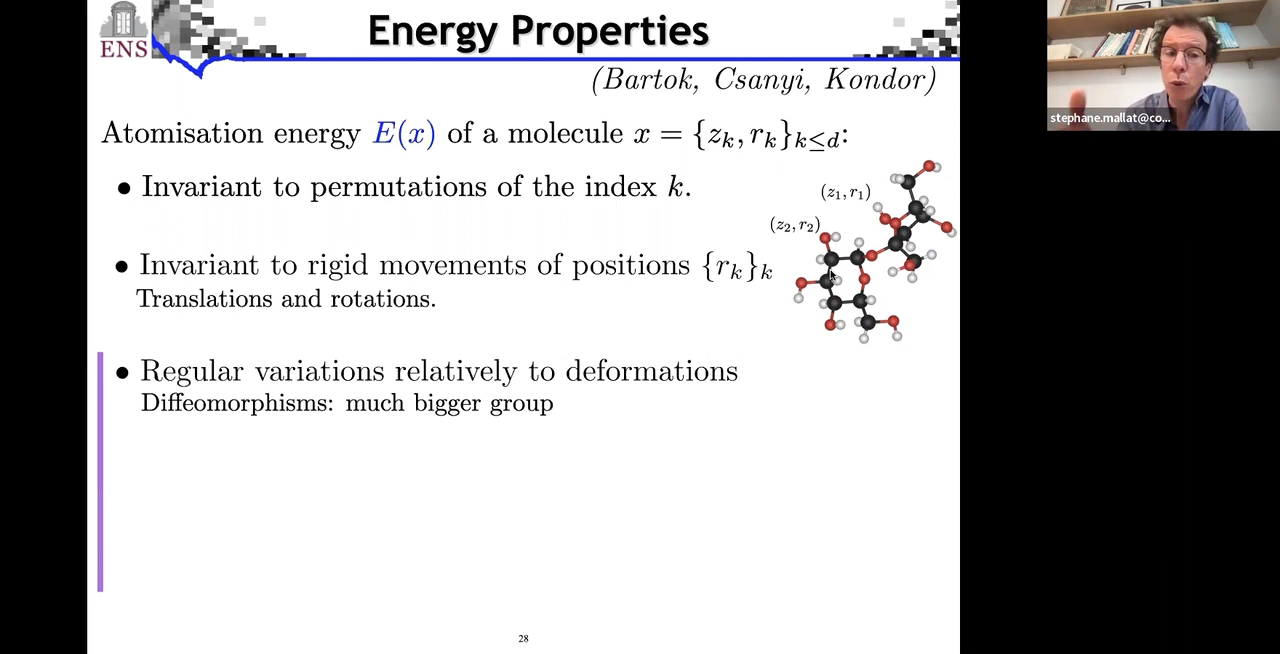 ENS
Energy Properties
(Bartok, Csanyi, Kondor)
Atomisation energy E(x) of a molecule x = {z_k, r_k}_{k≤d}:
• Invariant to permutations of the index k.
(z_1, r_1)
(z_2, r_2)
• Invariant to rigid movements of positions {r_k}_k
Translations and rotations.
• Regular variations relatively to deformations
Diffeomorphisms: much bigger group
28
stephane.mallat@co...